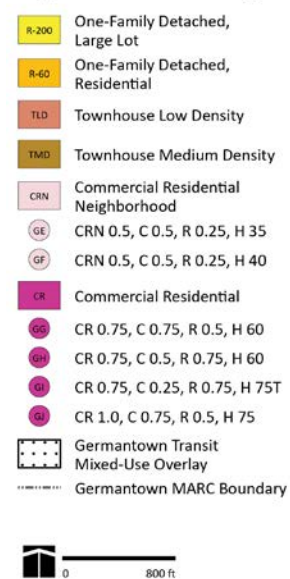 R-200
One-Family Detached,
Large Lot
R-60
One-Family Detached,
Residential
TLD
Townhouse Low Density
TMD
Townhouse Medium Density
CRN
Commercial Residential
Neighborhood
GE
CRN 0.5, C 0.5, R 0.25, H 35
GF
CRN 0.5, C 0.5, R 0.25, H 40
CR
Commercial Residential
GG
CR 0.75, C 0.75, R 0.5, H 60
GH
CR 0.75, C 0.5, R 0.75, H 60
GI
CR 0.75, C 0.25, R 0.75, H 75T
GJ
CR 1.0, C 0.75, R 0.5, H 75
Germantown Transit
Mixed-Use Overlay
Germantown MARC Boundary
0 800 ft